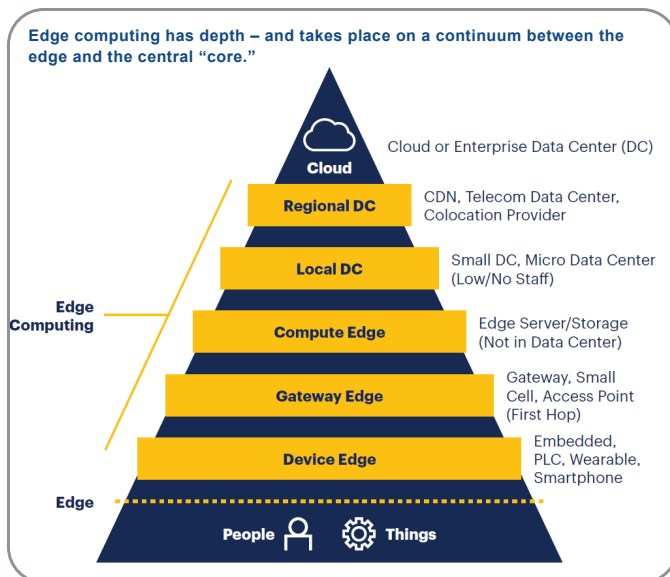 Edge computing has depth – and takes place on a continuum between the
edge and the central “core.”
Cloud
Cloud or Enterprise Data Center (DC)
Regional DC
CDN, Telecom Data Center,
Colocation Provider
Local DC
Small DC, Micro Data Center
(Low/No Staff)
Edge
Computing
Compute Edge
Edge Server/Storage
(Not in Data Center)
Gateway Edge
Gateway, Small
Cell, Access Point
(First Hop)
Device Edge
Embedded,
PLC, Wearable,
Smartphone
Edge
People
Things